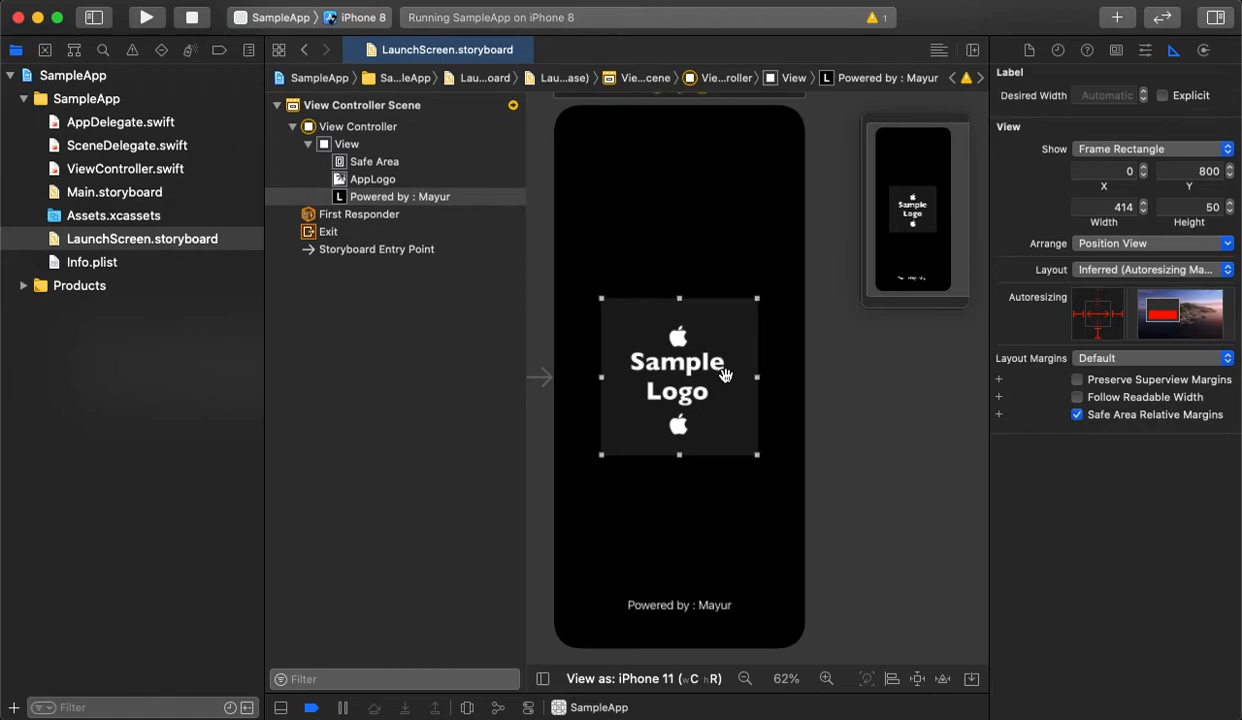 SampleApp
iPhone 8
Running SampleApp on iPhone 8
1
LaunchScreen.storyboard
SampleApp
Sa...leApp
Lau...oard
Lau...ase)
Vie...cene
Vie...roller
View
L
Powered by : Mayur
SampleApp
SampleApp
AppDelegate.swift
SceneDelegate.swift
ViewController.swift
Main.storyboard
Assets.xcassets
LaunchScreen.storyboard
Info.plist
Products
Filter
View Controller Scene
View Controller
View
Safe Area
AppLogo
L
Powered by : Mayur
First Responder
Exit
Storyboard Entry Point
Filter
Sample
Logo
Powered by : Mayur
Sample
Logo
View as: iPhone 11 (wC hR)
62%
SampleApp
Label
Desired Width
Automatic
Explicit
View
Show
Frame Rectangle
0
800
X
Y
414
50
Width
Height
Arrange
Position View
Layout
Inferred (Autoresizing Ma...
Autoresizing
Layout Margins
Default
Preserve Superview Margins
Follow Readable Width
Safe Area Relative Margins